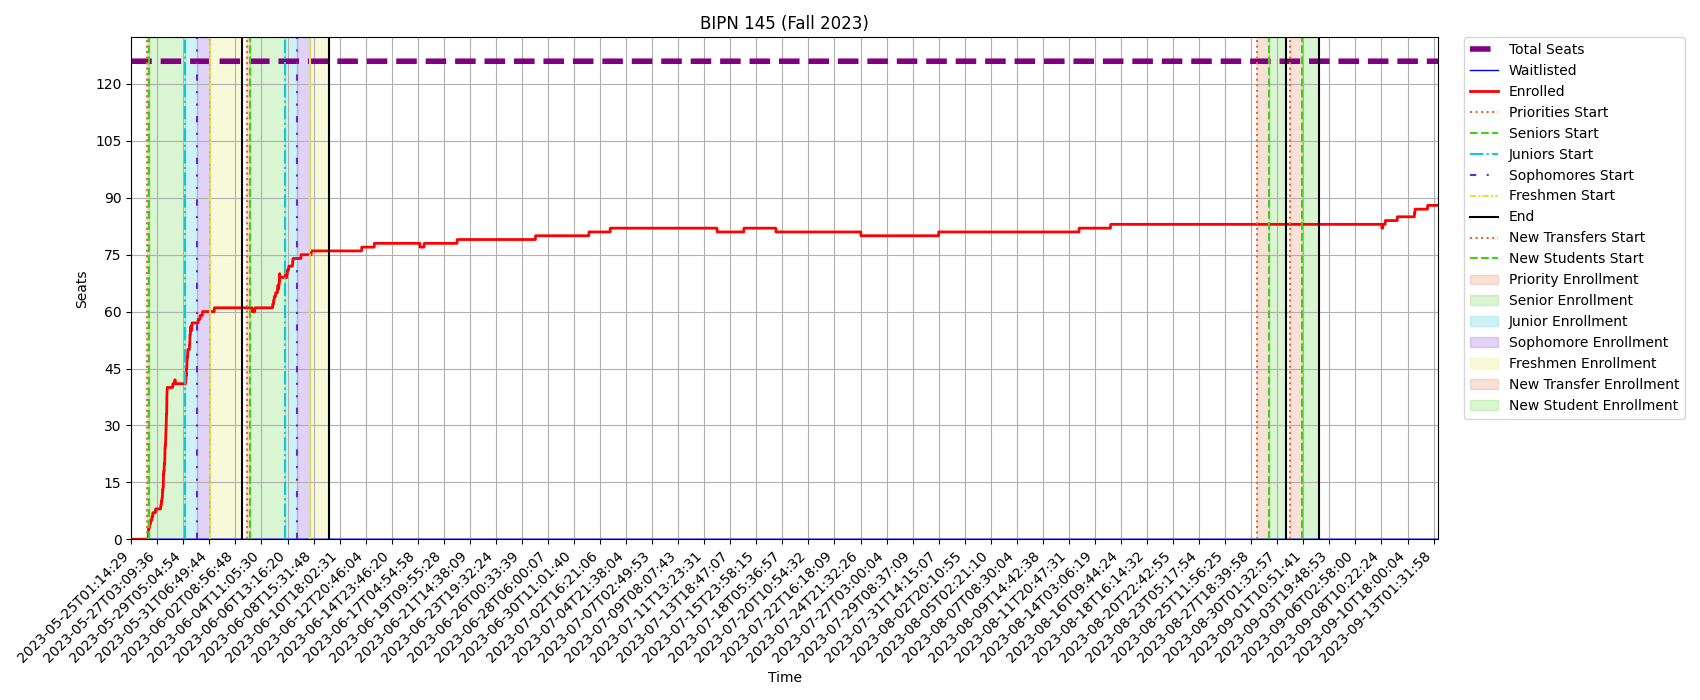 BIPN 145 (Fall 2023)
Seats
120
105
90
75
60
45
30
15
0
2023-05-25T01:14:29
2023-05-27T03:09:36
2023-05-29T05:04:54
2023-05-31T06:49:44
2023-06-02T08:56:48
2023-06-04T11:05:30
2023-06-06T13:16:20
2023-06-08T15:31:48
2023-06-10T18:02:31
2023-06-12T20:46:04
2023-06-14T23:46:20
2023-06-17T04:54:58
2023-06-19T09:55:28
2023-06-21T14:38:09
2023-06-23T19:32:24
2023-06-26T00:33:39
2023-06-28T06:00:07
2023-06-30T11:01:40
2023-07-02T16:21:06
2023-07-04T21:38:04
2023-07-07T02:49:53
2023-07-09T08:07:43
2023-07-11T13:23:31
2023-07-13T18:47:07
2023-07-15T23:58:15
2023-07-18T05:36:57
2023-07-20T10:54:32
2023-07-22T16:18:09
2023-07-24T21:32:26
2023-07-27T03:00:04
2023-07-29T08:37:09
2023-07-31T14:15:07
2023-08-02T20:10:55
2023-08-05T02:21:10
2023-08-07T08:30:04
2023-08-09T14:42:38
2023-08-11T20:47:31
2023-08-14T03:06:19
2023-08-16T09:44:24
2023-08-18T16:14:32
2023-08-20T22:42:55
2023-08-23T05:17:54
2023-08-25T11:56:25
2023-08-27T18:39:58
2023-08-30T01:32:57
2023-09-01T10:51:41
2023-09-03T19:48:53
2023-09-06T02:58:00
2023-09-08T10:22:24
2023-09-10T18:00:04
2023-09-13T01:31:58
Time
Total Seats
Waitlisted
Enrolled
Priorities Start
Seniors Start
Juniors Start
Sophomores Start
Freshmen Start
End
New Transfers Start
New Students Start
Priority Enrollment
Senior Enrollment
Junior Enrollment
Sophomore Enrollment
Freshmen Enrollment
New Transfer Enrollment
New Student Enrollment